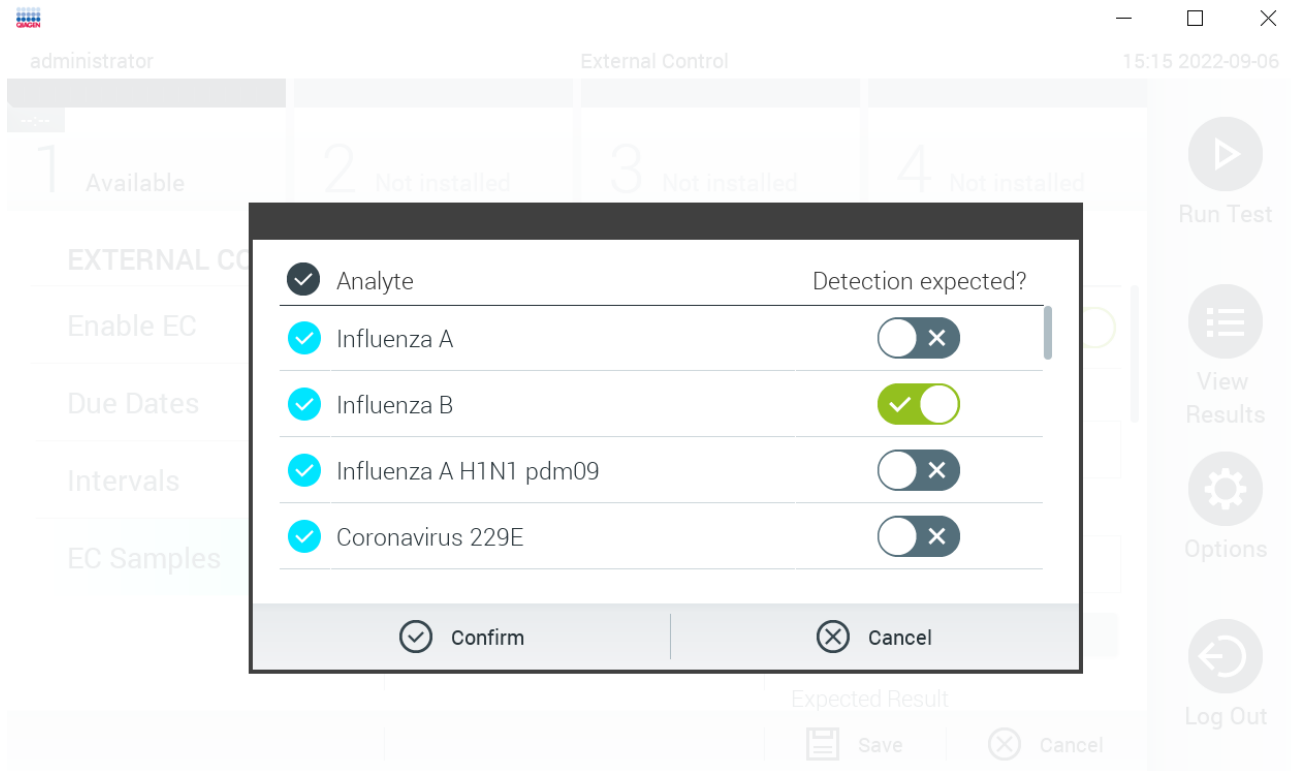 QIAGEN
administrator External Control 15:15 2022-09-06
--:--
1 Available 2 Not installed 3 Not installed 4 Not installed
Run Test
EXTERNAL CO
Analyte Detection expected?
Enable EC
Influenza A
View
Results
Due Dates
Influenza B
Intervals
Influenza A H1N1 pdm09
EC Samples
Coronavirus 229E
Options
Confirm Cancel
Expected Result
Log Out
Save Cancel